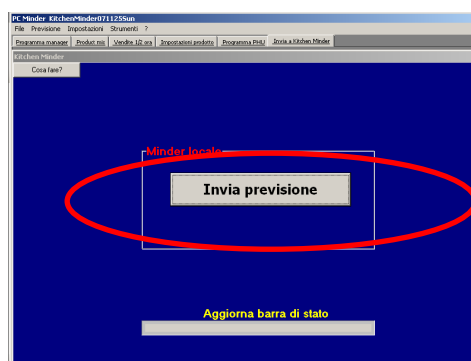 PC Minder KitchenMinder0711255un
File Previsione Impostazioni Strumenti ?
Programma manager Product mix Vendite 1/2 ora Impostazioni prodotto Programma PHU Invia a Kitchen Minder
Kitchen Minder
Cosa fare?
Minder locale
Invia previsione
Aggiorna barra di stato